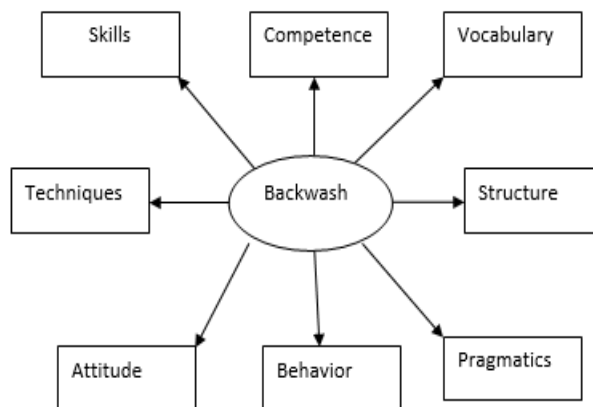 Skills
Competence
Vocabulary
Techniques
Backwash
Structure
Attitude
Behavior
Pragmatics